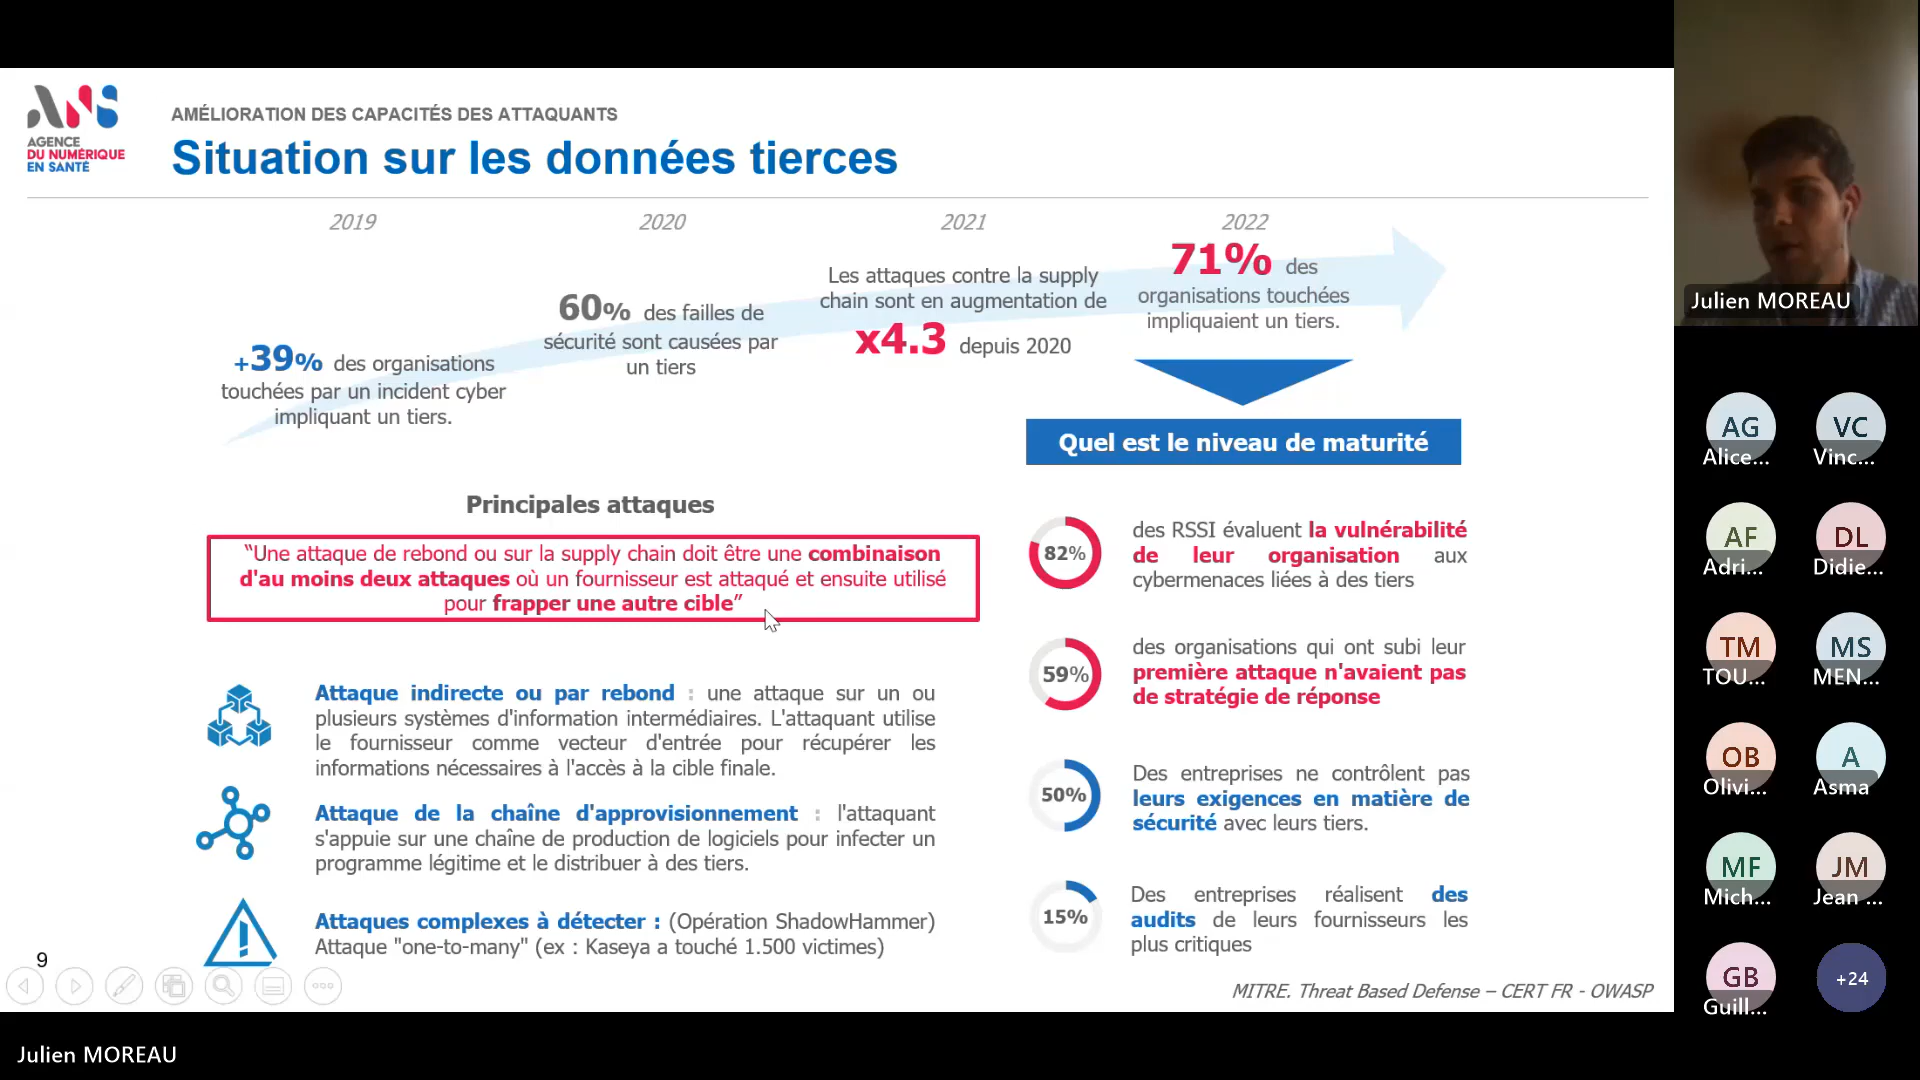 ANS
AGENCE
DU NUMÉRIQUE
EN SANTÉ
AMÉLIORATION DES CAPACITÉS DES ATTAQUANTS
Situation sur les données tierces
2019
2020
2021
2022
+39% des organisations
touchées par un incident cyber
impliquant un tiers.
60% des failles de
sécurité sont causées par
un tiers
Les attaques contre la supply
chain sont en augmentation de
x4.3 depuis 2020
71% des
organisations touchées
impliquaient un tiers.
Quel est le niveau de maturité
Principales attaques
“Une attaque de rebond ou sur la supply chain doit être une combinaison
d'au moins deux attaques où un fournisseur est attaqué et ensuite utilisé
pour frapper une autre cible”
Attaque indirecte ou par rebond : une attaque sur un ou
plusieurs systèmes d'information intermédiaires. L'attaquant utilise
le fournisseur comme vecteur d'entrée pour récupérer les
informations nécessaires à l'accès à la cible finale.
Attaque de la chaîne d'approvisionnement : l'attaquant
s'appuie sur une chaîne de production de logiciels pour infecter un
programme légitime et le distribuer à des tiers.
Attaques complexes à détecter : (Opération ShadowHammer)
Attaque "one-to-many" (ex : Kaseya a touché 1.500 victimes)
82%
des RSSI évaluent la vulnérabilité
de leur organisation aux
cybermenaces liées à des tiers
59%
des organisations qui ont subi leur
première attaque n'avaient pas
de stratégie de réponse
50%
Des entreprises ne contrôlent pas
leurs exigences en matière de
sécurité avec leurs tiers.
15%
Des entreprises réalisent des
audits de leurs fournisseurs les
plus critiques
9
MITRE. Threat Based Defense – CERT FR - OWASP
Julien MOREAU
Julien MOREAU
AG
Alice...
VC
Vinc...
AF
Adri...
DL
Didie...
TM
TOU...
MS
MEN...
OB
Olivi...
A
Asma
MF
Mich...
JM
Jean ...
GB
Guill...
+24